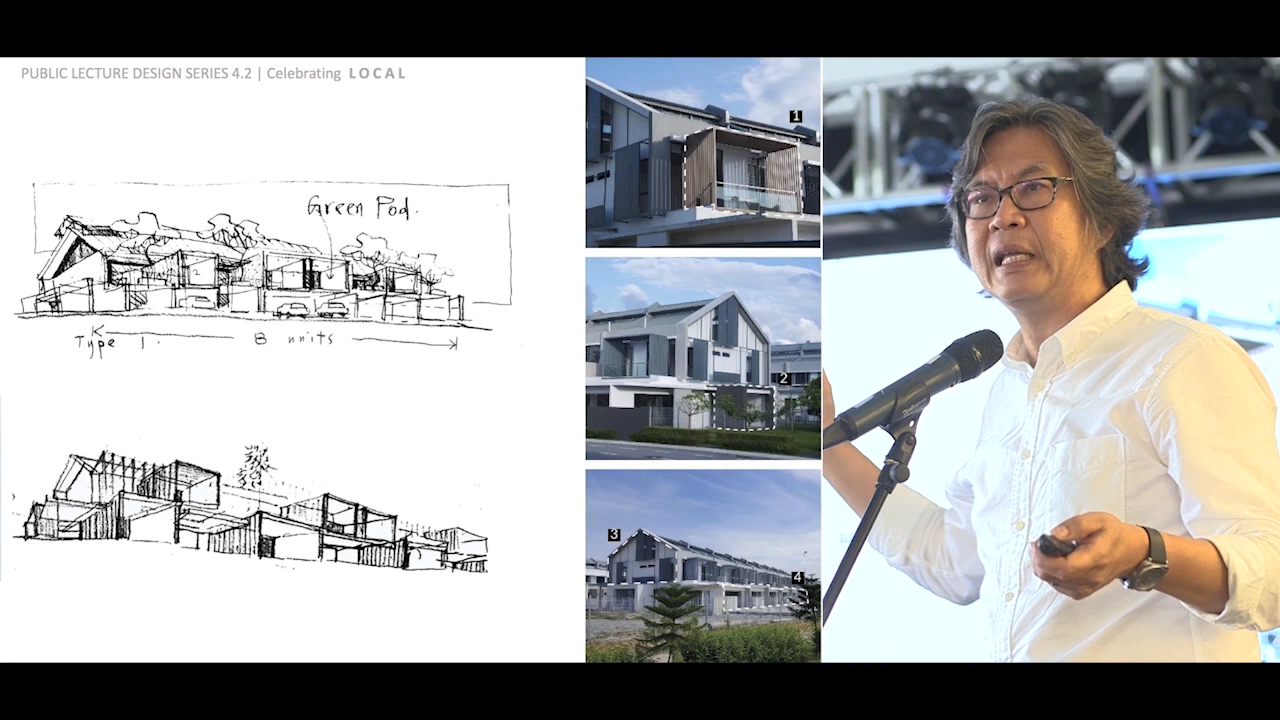 PUBLIC LECTURE DESIGN SERIES 4.2 | Celebrating LOCAL
Green Pod.
Type 1. 8 units
1
2
3
4